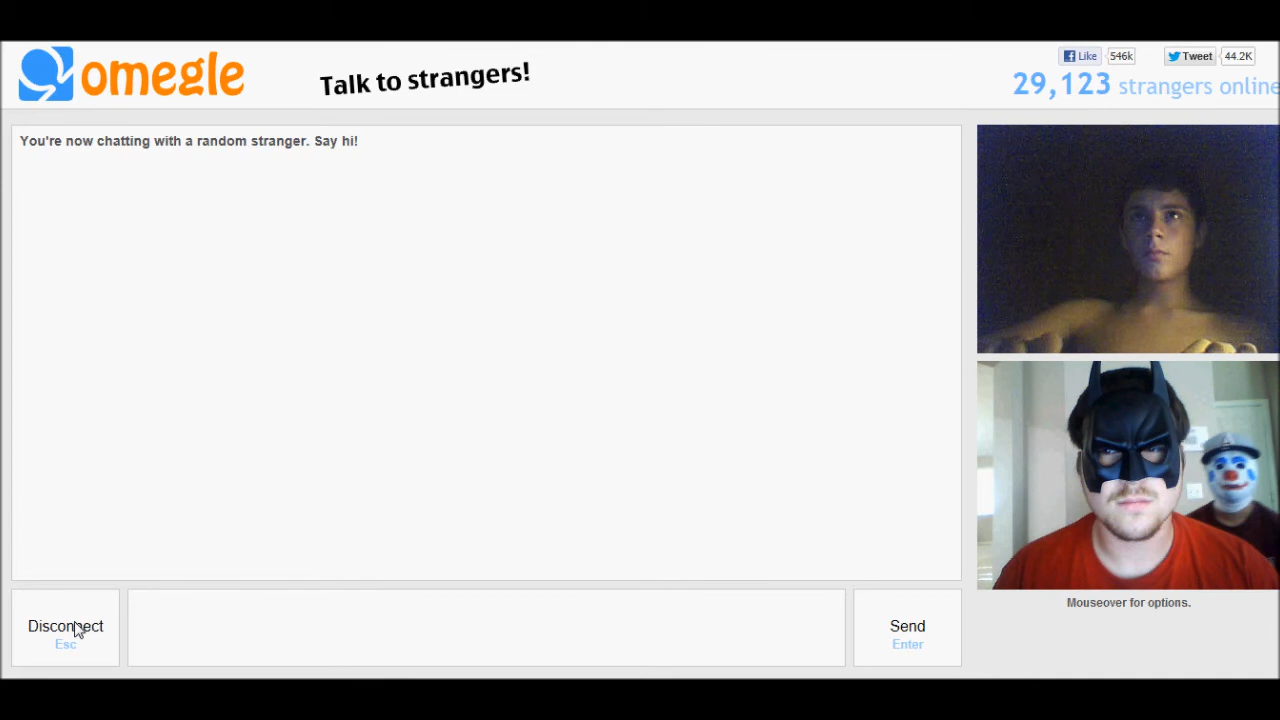 omegle
Talk to strangers!
Like 546k Tweet 44.2K
29,123 strangers online
You're now chatting with a random stranger. Say hi!
Disconnect
Esc
Send
Enter
Mouseover for options.